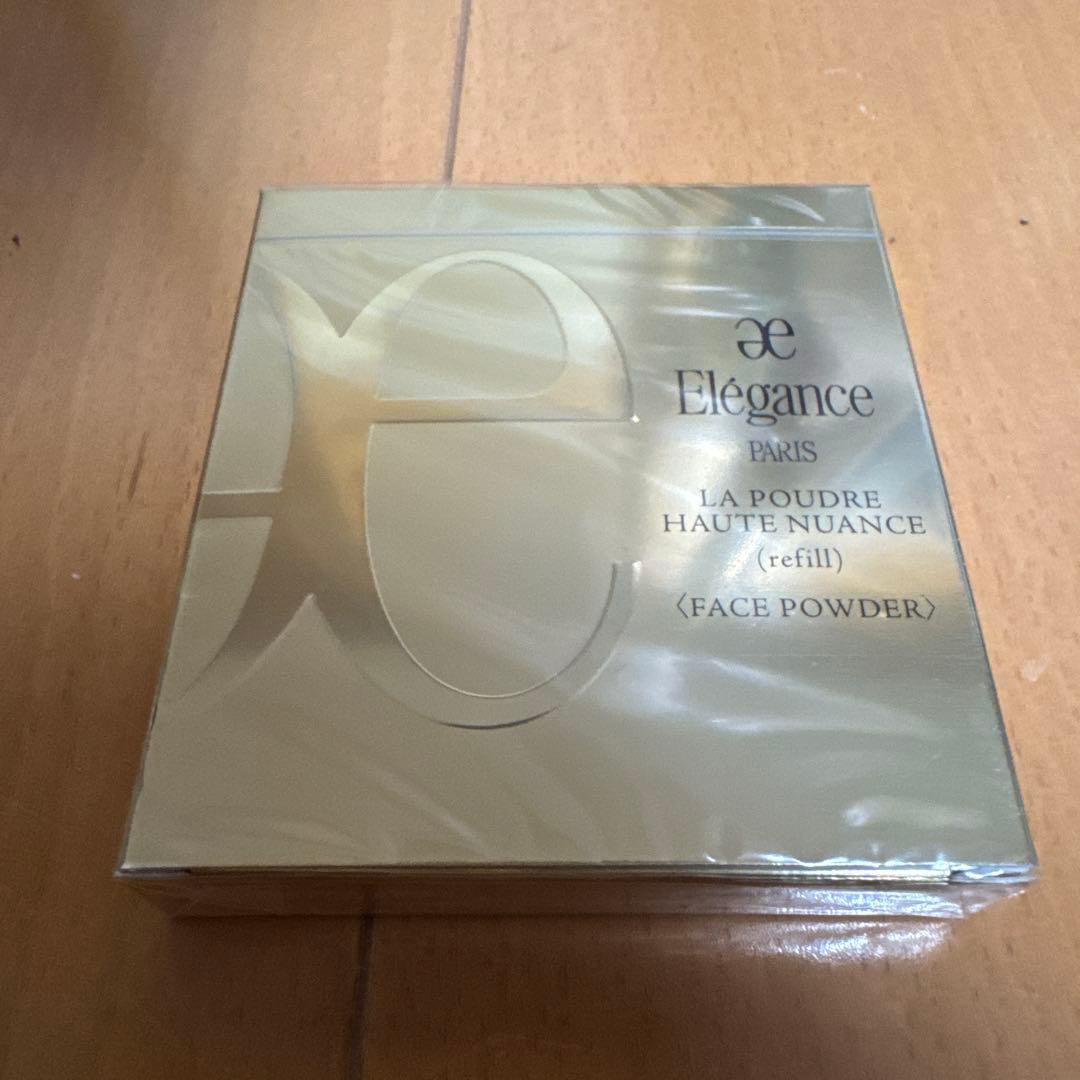 æ
Elégance
PARIS
LA POUDRE
HAUTE NUANCE
(refill)
〈FACE POWDER〉